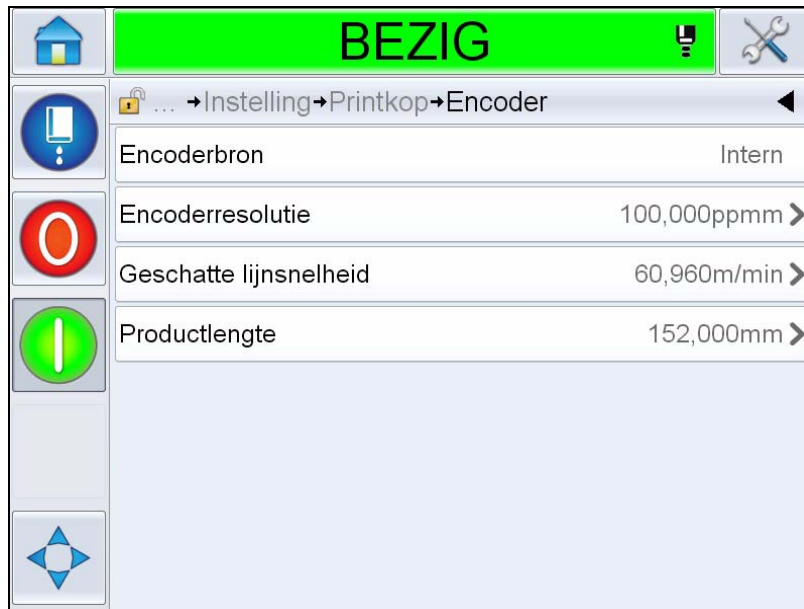 BEZIG
... →Instelling→Printkop→Encoder
Encoderbron Intern
Encoderresolutie 100,000ppmm
Geschatte lijnsnelheid 60,960m/min
Productlengte 152,000mm